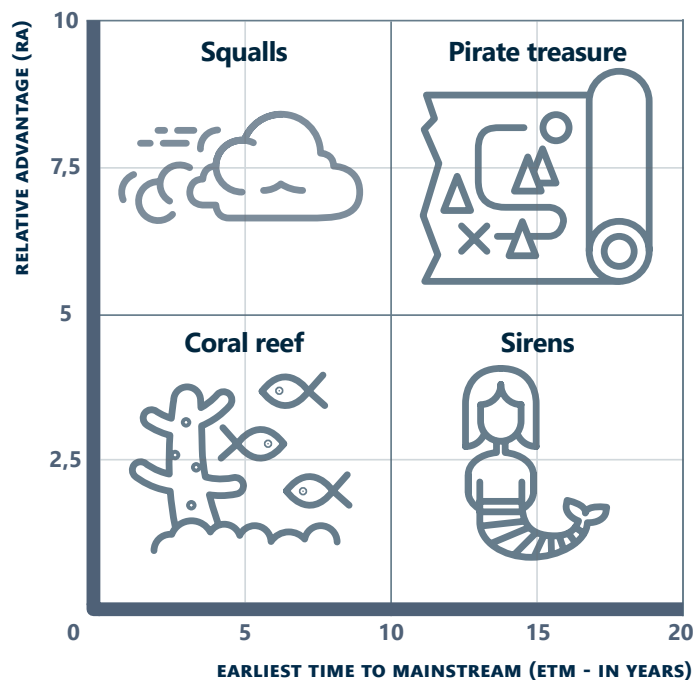 10
RELATIVE ADVANTAGE (RA)
Squalls
Pirate treasure
7.5
5
Coral reef
Sirens
2,5
0
5
10
15
20
EARLIEST TIME TO MAINSTREAM (ETM - IN YEARS)